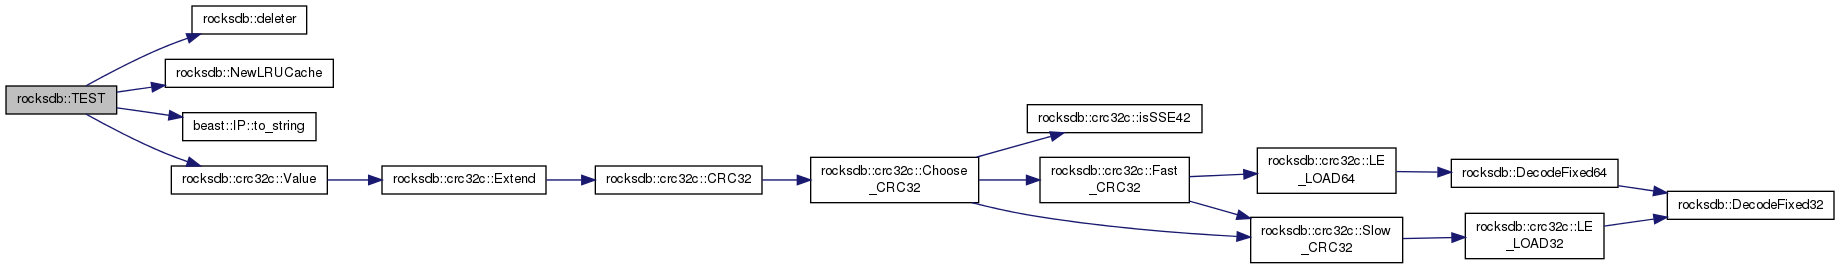 rocksdb::deleter
rocksdb::NewLRUCache
rocksdb::TEST
beast::IP::to_string
rocksdb::crc32c::Value
rocksdb::crc32c::Extend
rocksdb::crc32c::CRC32
rocksdb::crc32c::Choose
_CRC32
rocksdb::crc32c::isSSE42
rocksdb::crc32c::Fast
_CRC32
rocksdb::crc32c::LE
_LOAD64
rocksdb::DecodeFixed64
rocksdb::crc32c::Slow
_CRC32
rocksdb::crc32c::LE
_LOAD32
rocksdb::DecodeFixed32